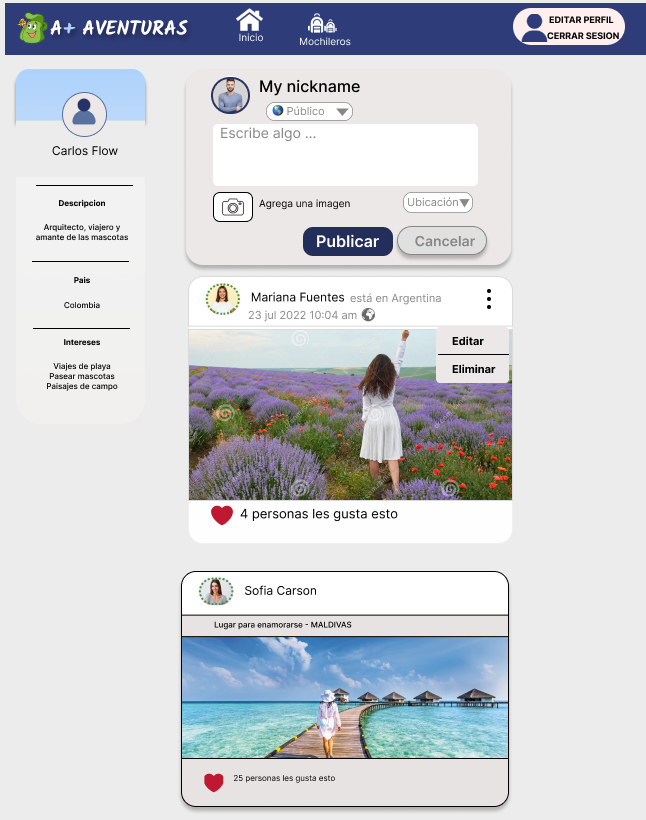 A+ AVENTURAS
Inicio
Mochileros
EDITAR PERFIL
CERRAR SESION
Carlos Flow
Descripcion
Arquitecto, viajero y
amante de las mascotas
Pais
Colombia
Intereses
Viajes de playa
Pasear mascotas
Paisajes de campo
My nickname
Público
Escribe algo ...
Agrega una imagen
Ubicación
Publicar
Cancelar
Mariana Fuentes está en Argentina
23 jul 2022 10:04 am
Editar
Eliminar
4 personas les gusta esto
Sofia Carson
Lugar para enamorarse - MALDIVAS
25 personas les gusta esto